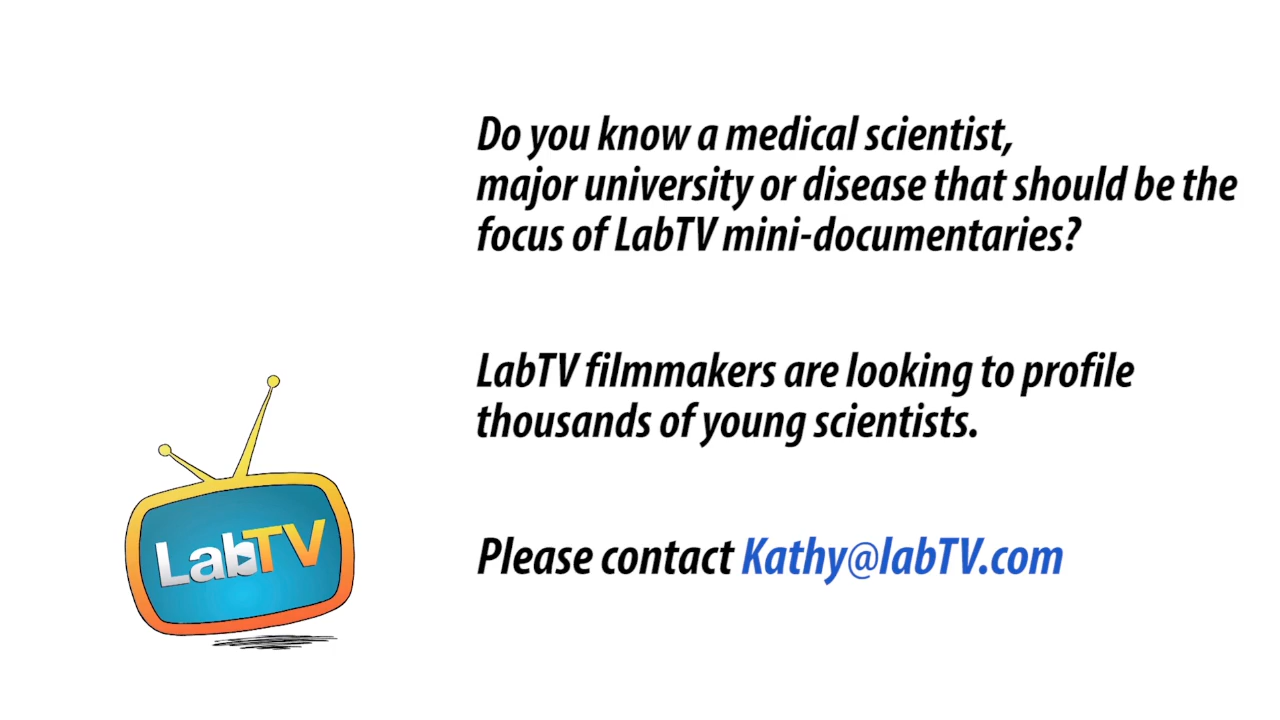 Do you know a medical scientist,
major university or disease that should be the
focus of LabTV mini-documentaries?
LabTV filmmakers are looking to profile
thousands of young scientists.
LabTV
Please contact Kathy@labTV.com